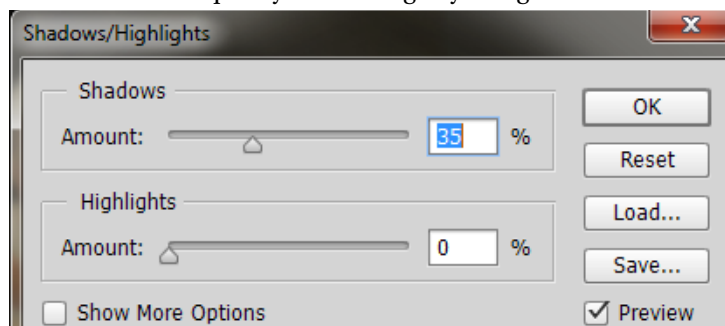 Shadows/Highlights
Shadows
Amount: 35 %
Highlights
Amount: 0 %
Show More Options
OK
Reset
Load...
Save...
Preview